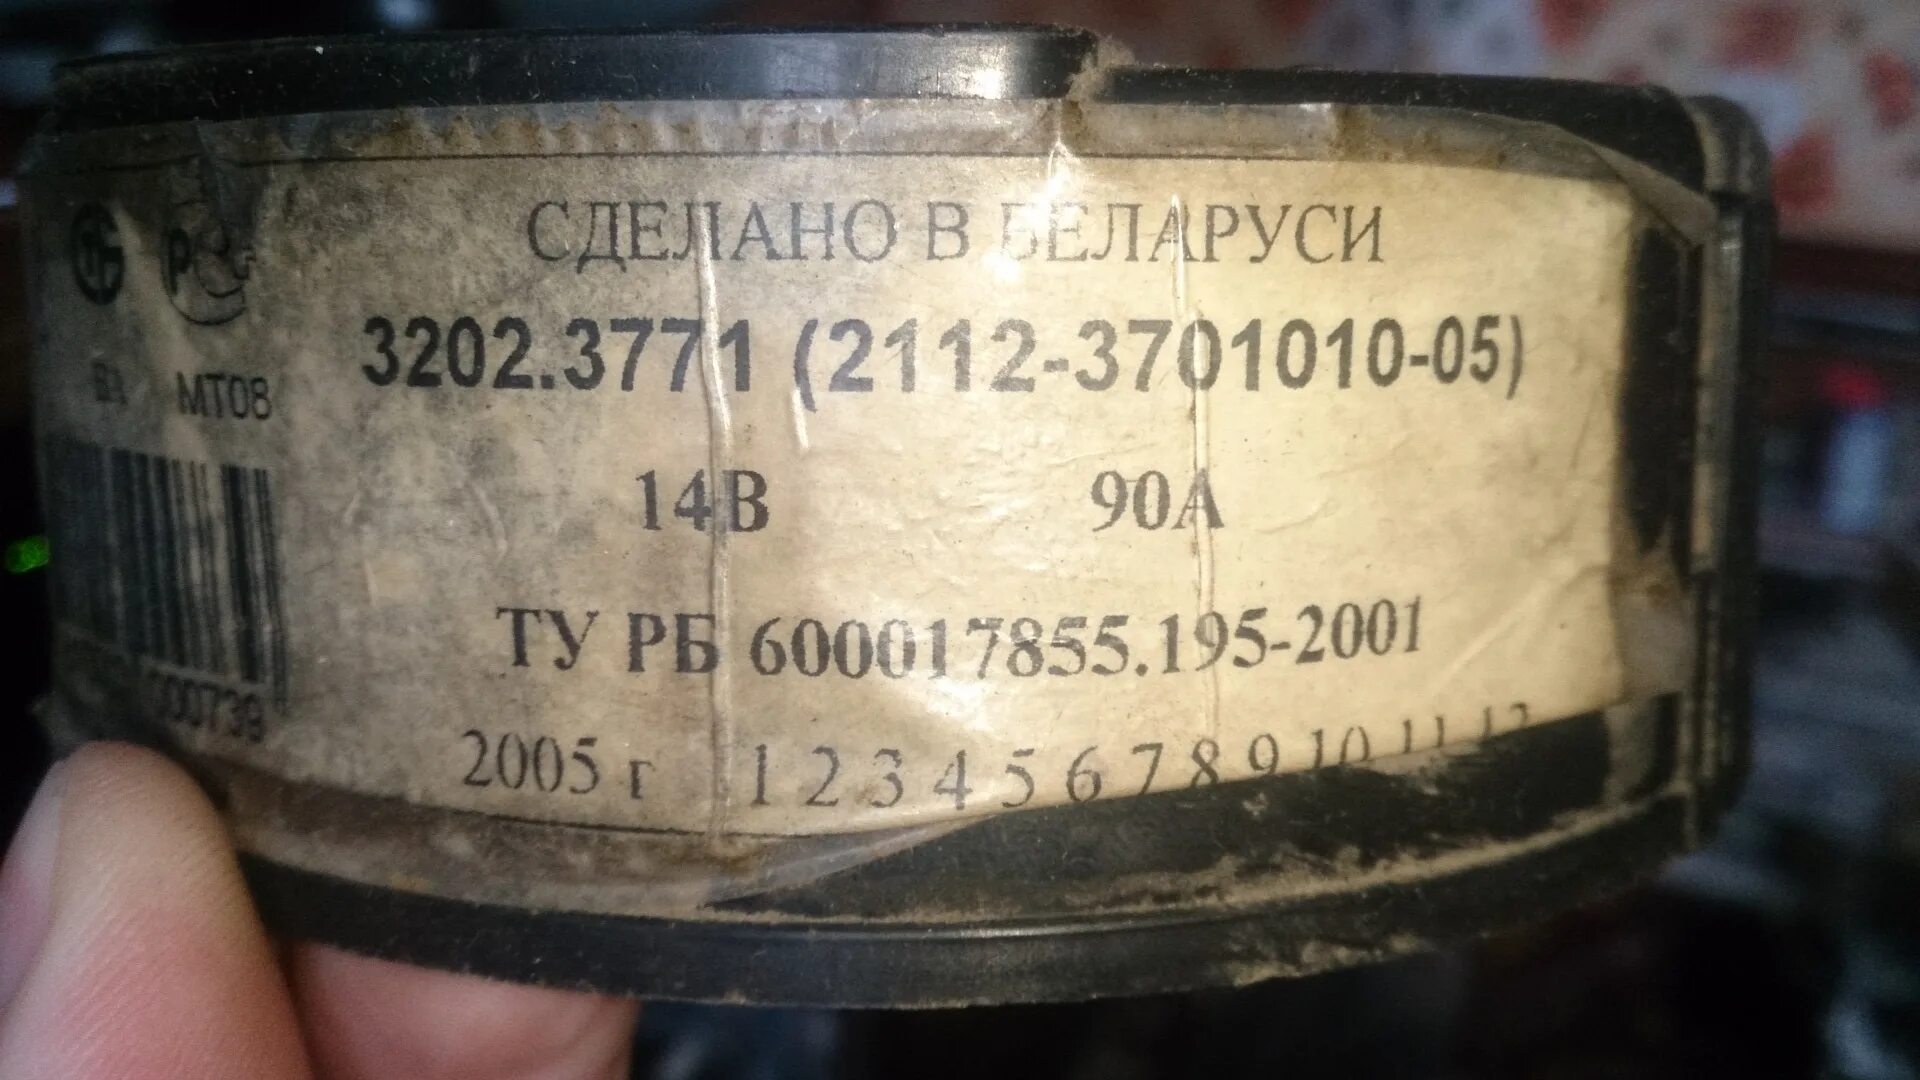 СДЕЛАНО В БЕЛАРУСИ
3202.3771 (2112-3701010-05)
МТ08
14В 90А
ТУ РБ 600017855.195-2001
000739
2005 г 1 2 3 4 5 6 7 8 9 10 11 12